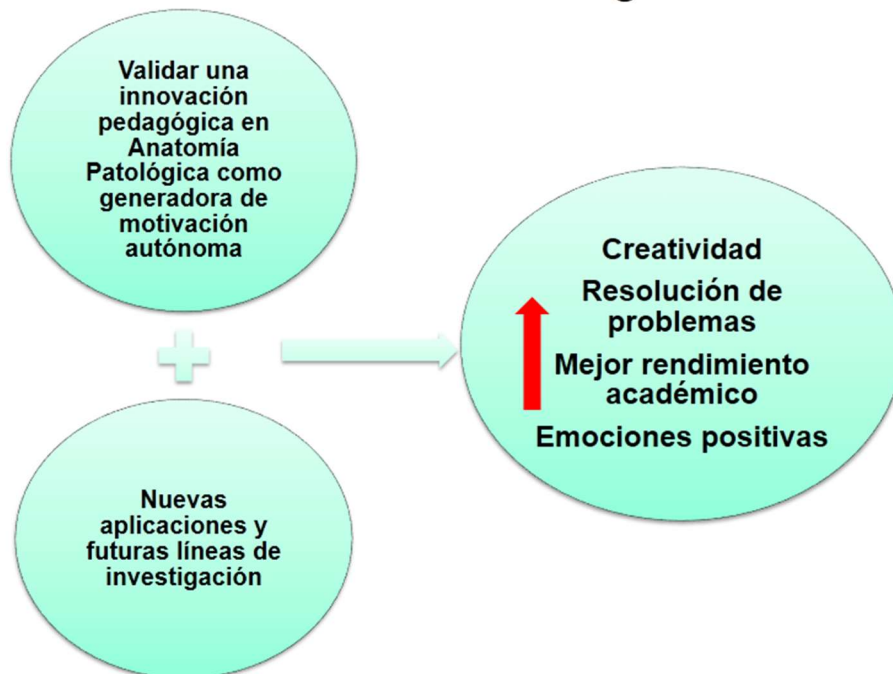 Validar una
innovación
pedagógica en
Anatomía
Patológica como
generadora de
motivación
autónoma
Nuevas
aplicaciones y
futuras líneas de
investigación
Creatividad
Resolución de
problemas
Mejor rendimiento
académico
Emociones positivas